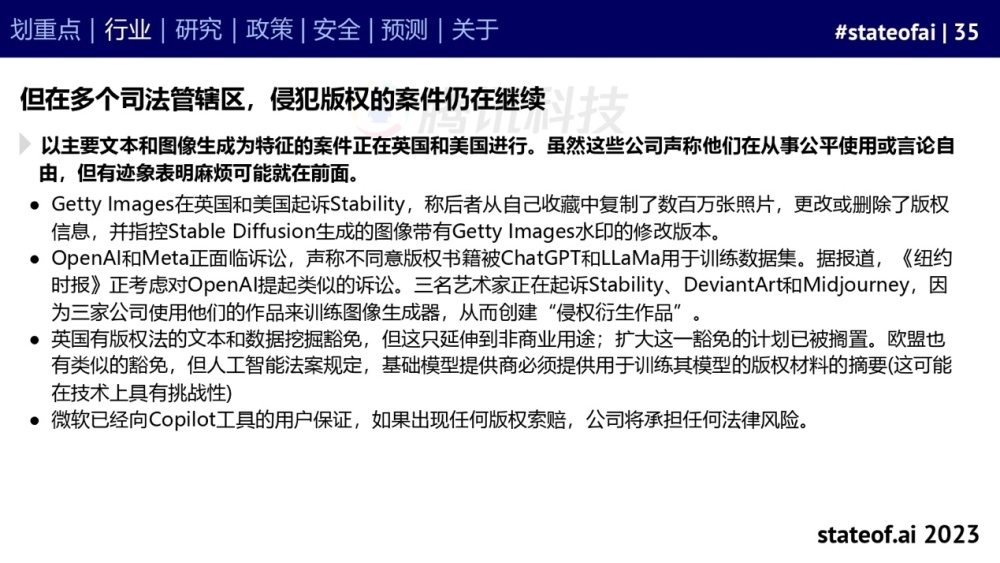 划重点 | 行业 | 研究 | 政策 | 安全 | 预测 | 关于
#stateofai | 35
但在多个司法管辖区，侵犯版权的案件仍在继续
腾讯科技
以主要文本和图像生成为特征的案件正在英国和美国进行。虽然这些公司声称他们在从事公平使用或言论自
由，但有迹象表明麻烦可能就在前面。
● Getty Images在英国和美国起诉Stability，称后者从自己收藏中复制了数百万张照片，更改或删除了版权
信息，并指控Stable Diffusion生成的图像带有Getty Images水印的修改版本。
● OpenAI和Meta正面临诉讼，声称不同意版权书籍被ChatGPT和LLaMa用于训练数据集。据报道，《纽约
时报》正考虑对OpenAI提起类似的诉讼。三名艺术家正在起诉Stability、DeviantArt和Midjourney，因
为三家公司使用他们的作品来训练图像生成器，从而创建“侵权衍生作品”。
● 英国有版权法的文本和数据挖掘豁免，但这只延伸到非商业用途；扩大这一豁免的计划已被搁置。欧盟也
有类似的豁免，但人工智能法案规定，基础模型提供商必须提供用于训练其模型的版权材料的摘要(这可能
在技术上具有挑战性)
● 微软已经向Copilot工具的用户保证，如果出现任何版权索赔，公司将承担任何法律风险。
stateof.ai 2023